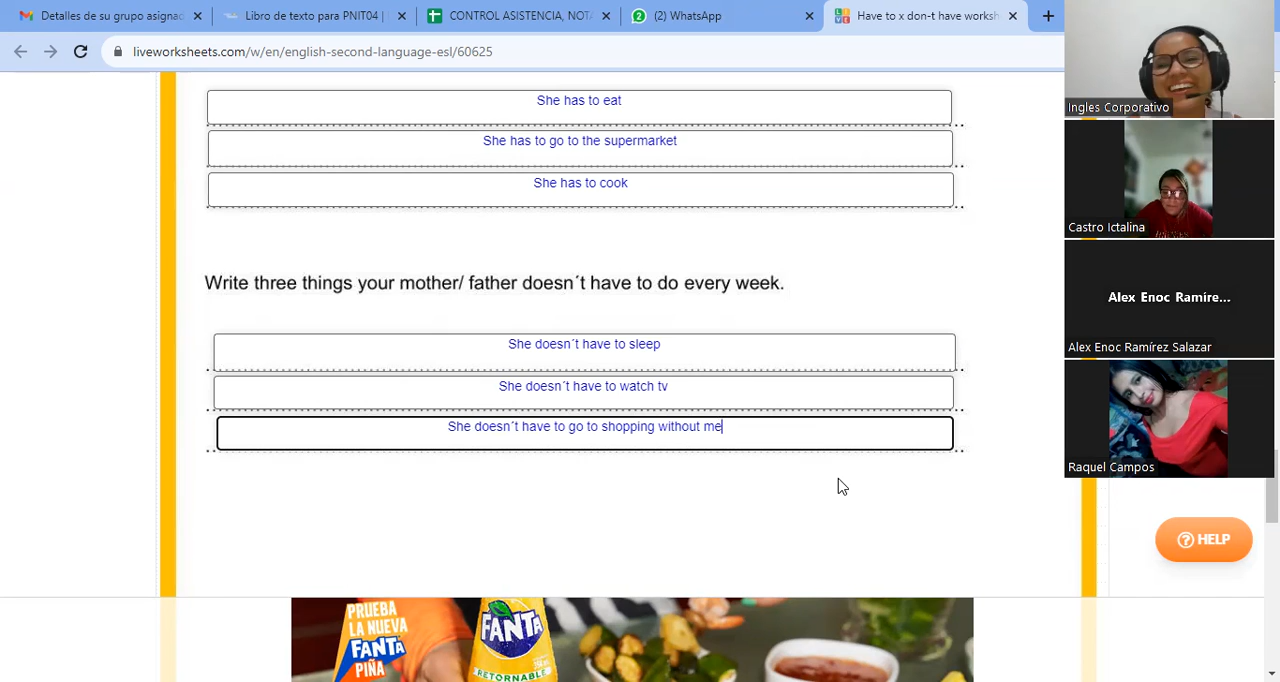 Detalles de su grupo asigna
Libro de texto para PNIT04 |
CONTROL ASISTENCIA, NOTA
(2) WhatsApp
Have to x don-t have works
liveworksheets.com/w/en/english-second-language-esl/60625
She has to eat
She has to go to the supermarket
She has to cook
Write three things your mother/ father doesn´t have to do every week.
She doesn´t have to sleep
She doesn´t have to watch tv
She doesn´t have to go to shopping without me
Ingles Corporativo
Castro Ictalina
Alex Enoc Ramíre...
Alex Enoc Ramírez Salazar
Raquel Campos
HELP
PRUEBA
LA NUEVA
FANTA
PIÑA
FANTA
RETORNABLE